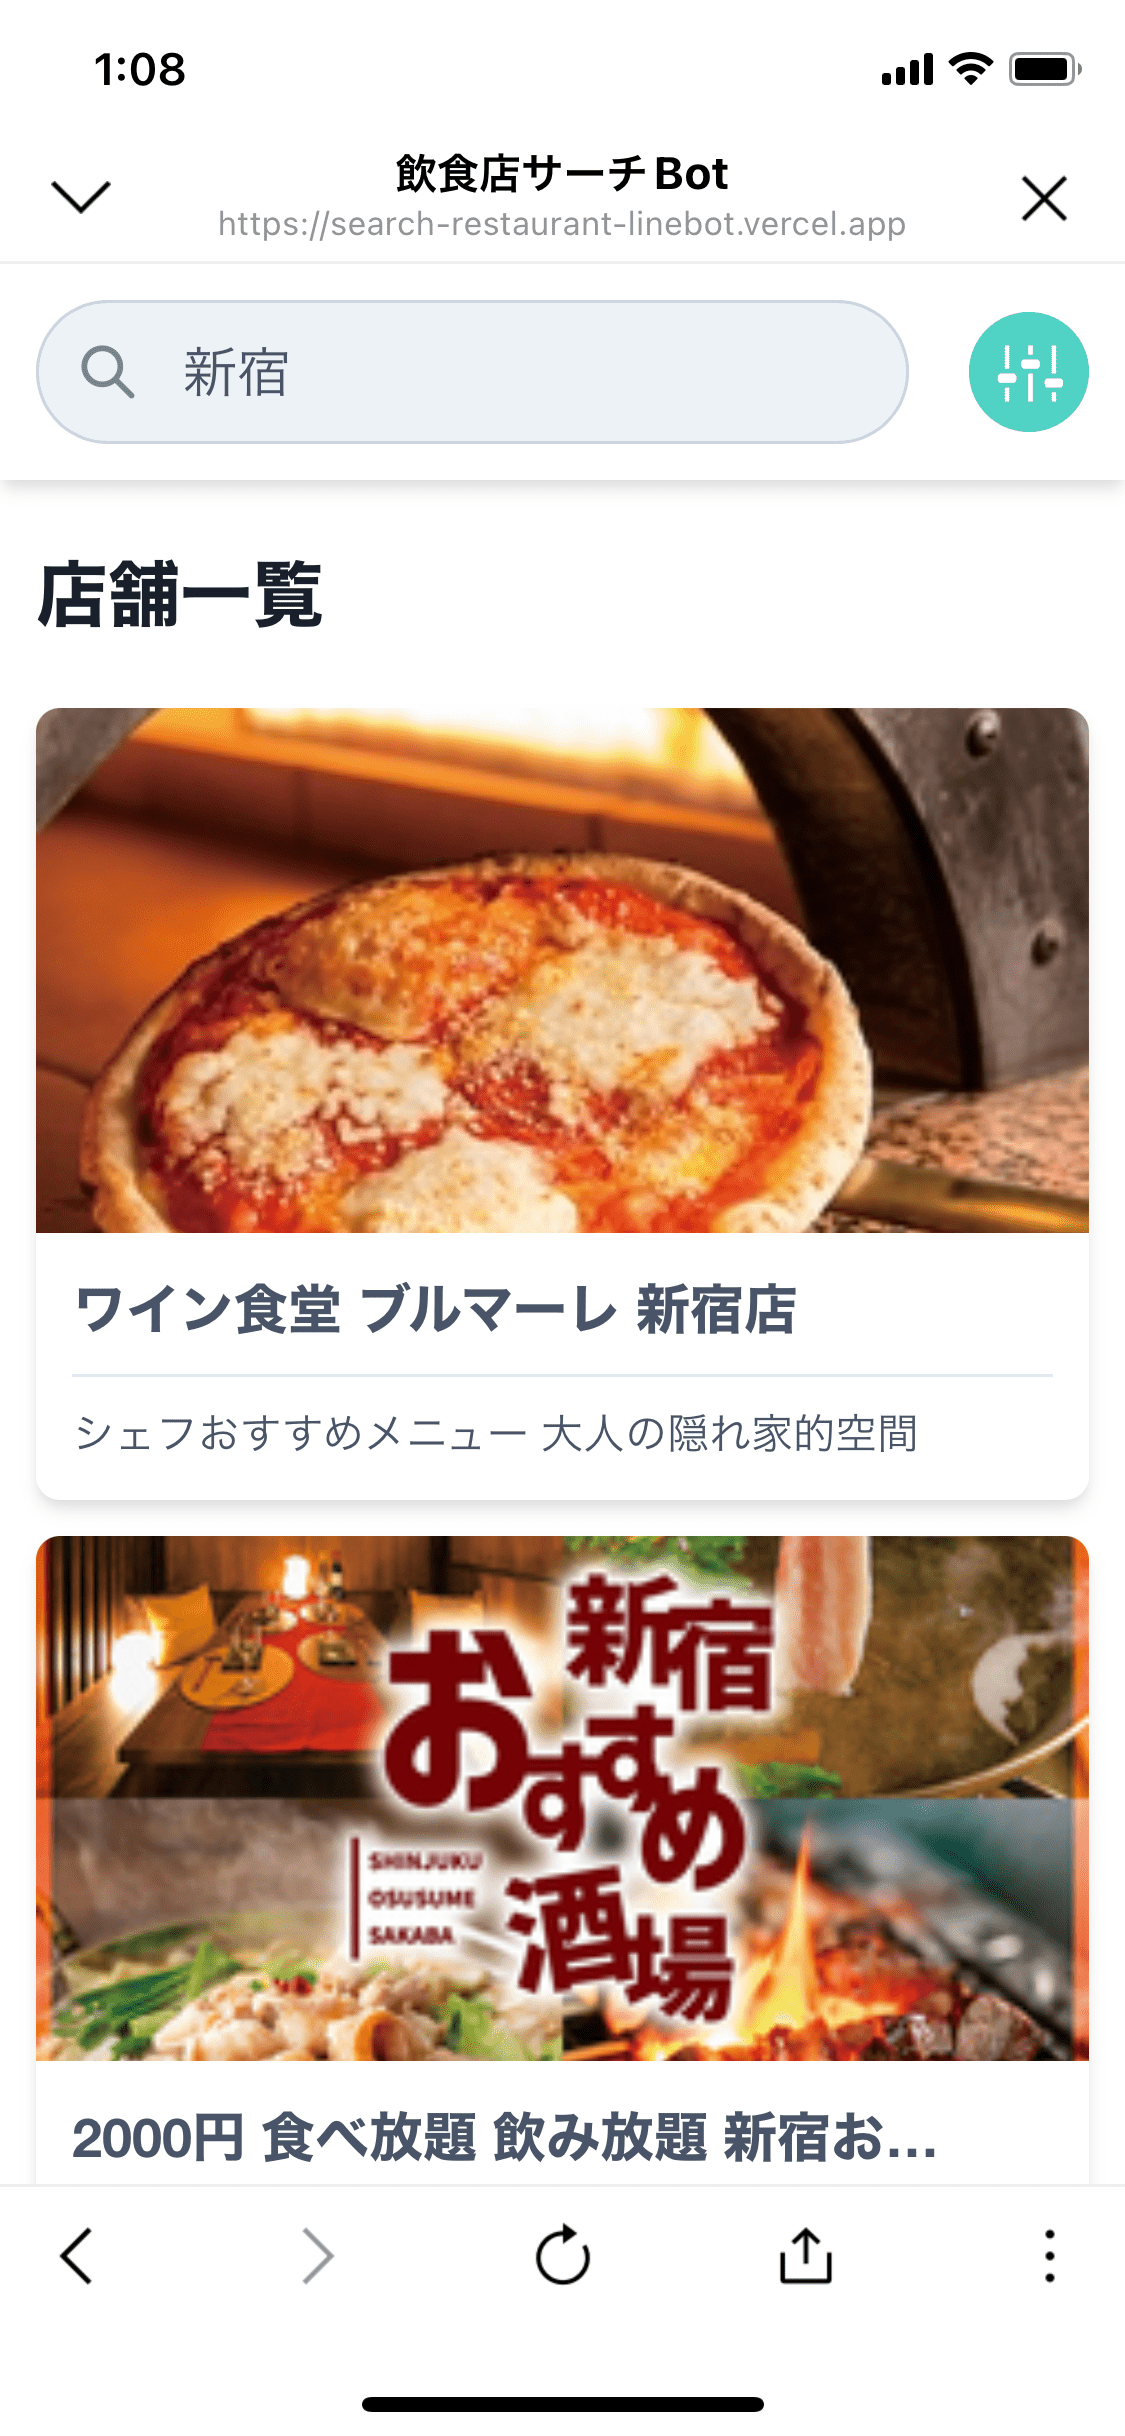 1:08
飲食店サーチBot
https://search-restaurant-linebot.vercel.app
新宿
店舗一覧
ワイン食堂 ブルマーレ 新宿店
シェフおすすめメニュー 大人の隠れ家的空間
新宿
おすすめ
酒場
SHINJUKU
OSUSUME
SAKABA
2000円 食べ放題 飲み放題 新宿お...